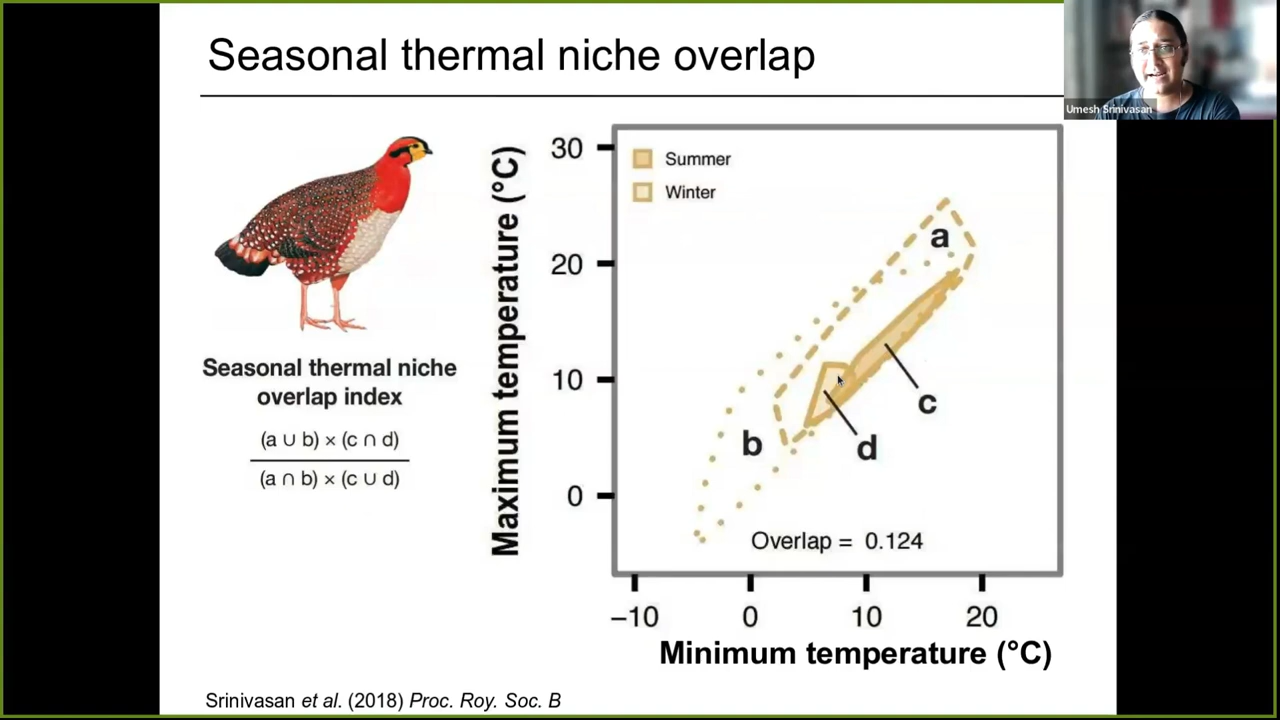 Seasonal thermal niche overlap
Umesh Srinivasan
Maximum temperature (°C)
30
20
10
0
Summer
Winter
a
b
c
d
Overlap = 0.124
−10
0
10
20
Minimum temperature (°C)
Seasonal thermal niche
overlap index
(a ∪ b) × (c ∩ d)
(a ∩ b) × (c ∪ d)
Srinivasan et al. (2018) Proc. Roy. Soc. B